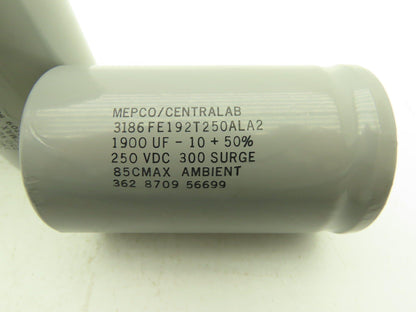 MEPCO/CENTRALAB
3186FE192T250ALA2
1900 UF - 10 + 50%
250 VDC 300 SURGE
85CMAX AMBIENT
362 8709 56699